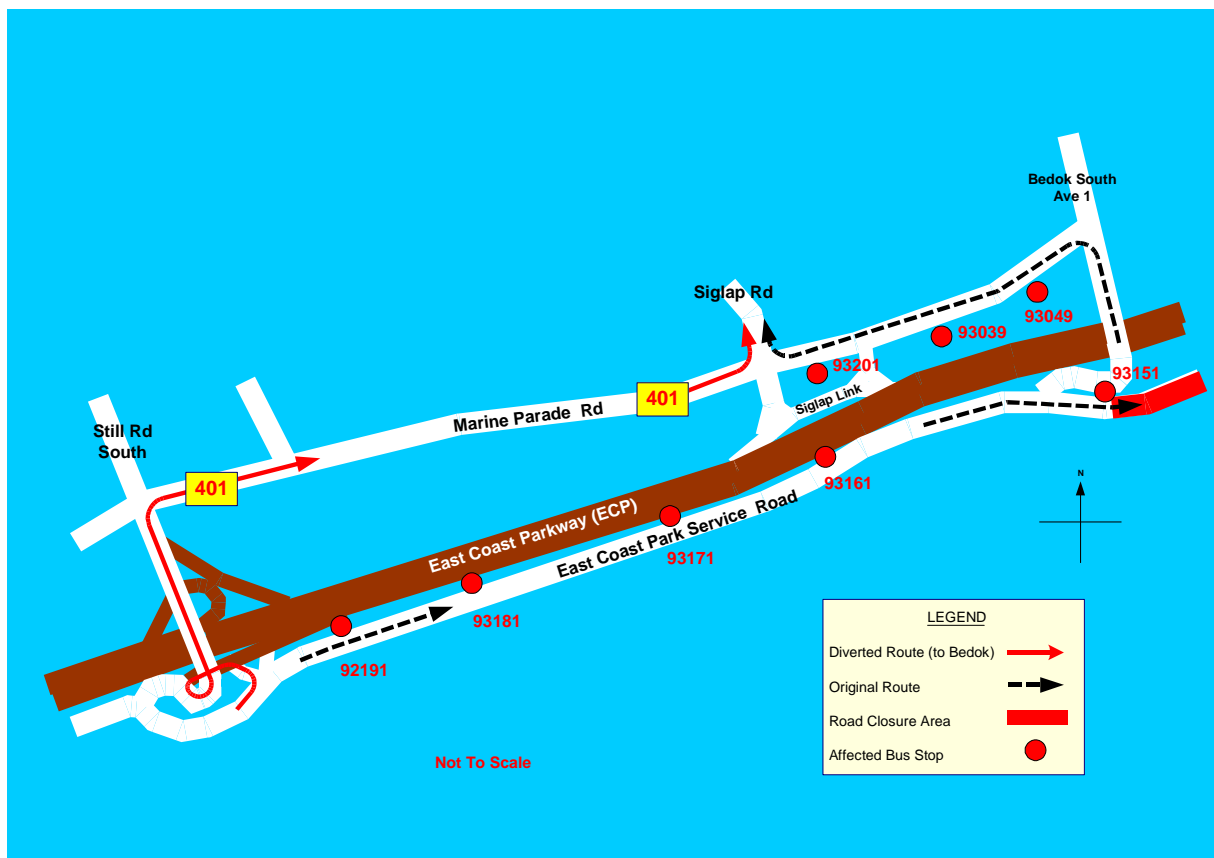 Bedok South
Ave 1
Siglap Rd
93049
93039
93201
93151
401
Siglap Link
Marine Parade Rd
Still Rd
South
401
93161
N
East Coast Parkway (ECP)
East Coast Park Service Road
93171
93181
92191
LEGEND
Diverted Route (to Bedok)
Original Route
Road Closure Area
Affected Bus Stop
Not To Scale